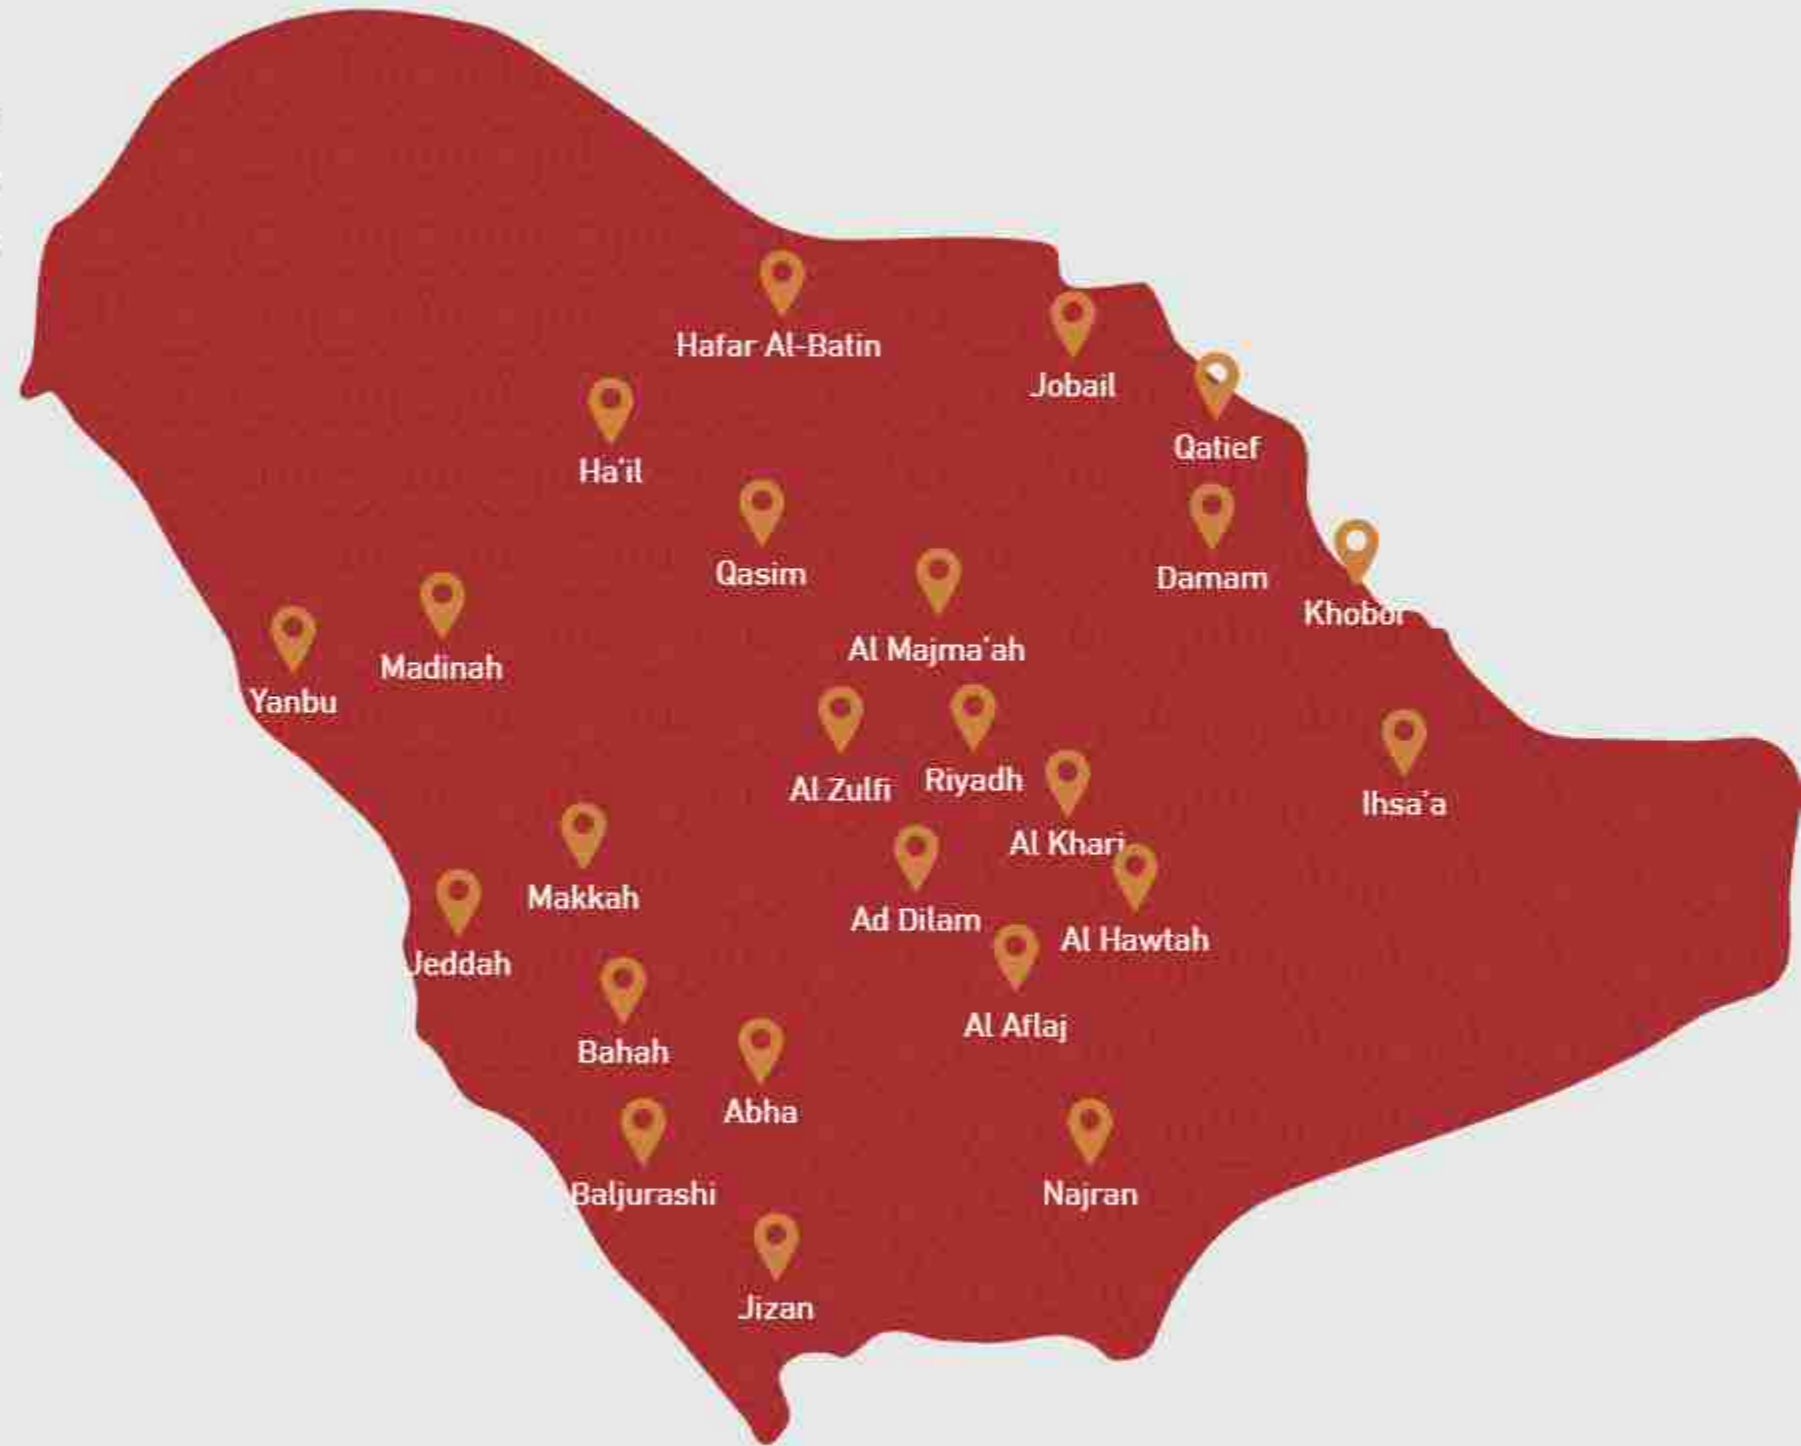 Hafar Al-Batin
Jobail
Qatief
Ha'il
Qasim
Damam
Khobor
Al Majma'ah
Madinah
Yanbu
Al Zulfi
Riyadh
Ihsa'a
Al Kharj
Makkah
Ad Dilam
Al Hawtah
Jeddah
Al Aflaj
Bahah
Abha
Baljurashi
Najran
Jizan